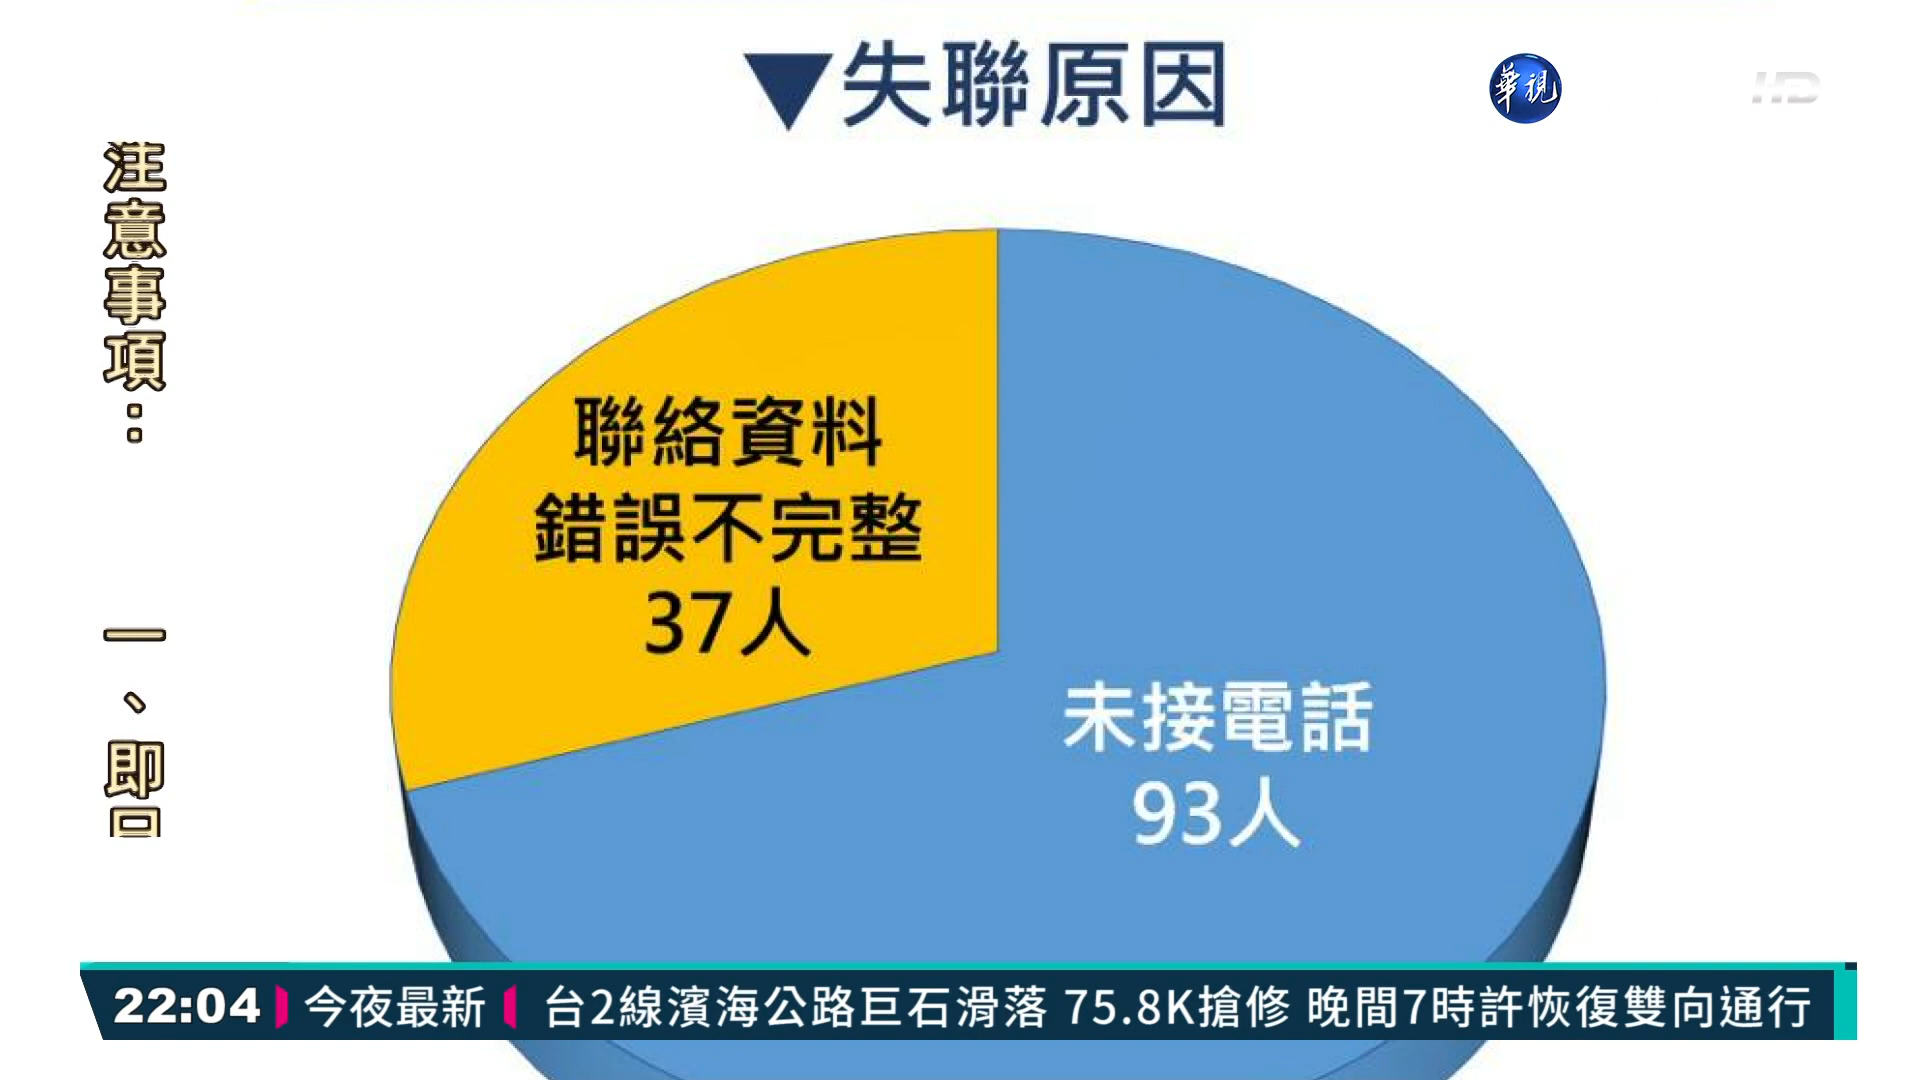 ▼失聯原因
華視
HD
注意事項：
一、即日
聯絡資料
錯誤不完整
37人
未接電話
93人
22:04 今夜最新 台2線濱海公路巨石滑落 75.8K搶修 晚間7時許恢復雙向通行